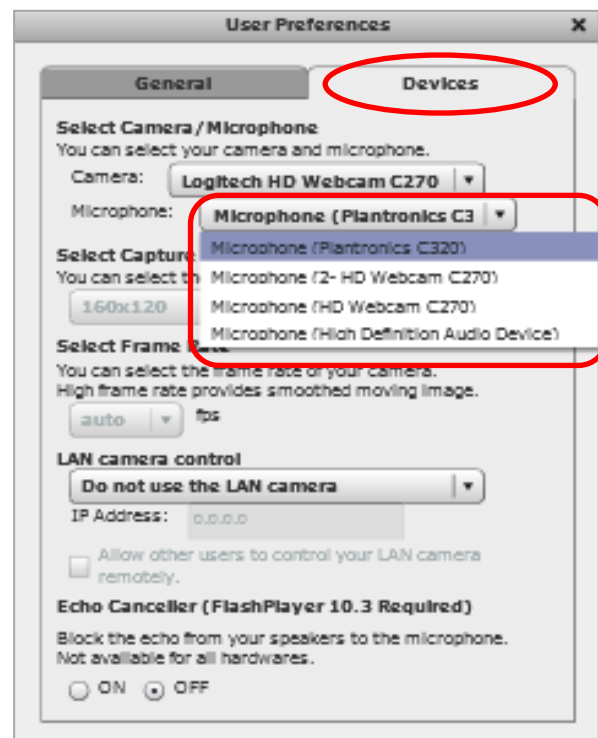 User Preferences
General
Devices
Select Camera/Microphone
You can select your camera and microphone.
Camera: Logitech HD Webcam C270
Microphone: Microphone (Plantronics C3
Microphone (Plantronics C320)
Select Capture
You can select th
Microphone (2- HD Webcam C270)
160x120
Microphone (HD Webcam C270)
Microphone (High Definition Audio Device)
Select Frame Rate
You can select the frame rate of your camera.
High frame rate provides smoothed moving image.
auto fps
LAN camera control
Do not use the LAN camera
IP Address: 0.0.0.0
Allow other users to control your LAN camera
remotely.
Echo Canceller (FlashPlayer 10.3 Required)
Block the echo from your speakers to the microphone.
Not available for all hardwares.
ON OFF